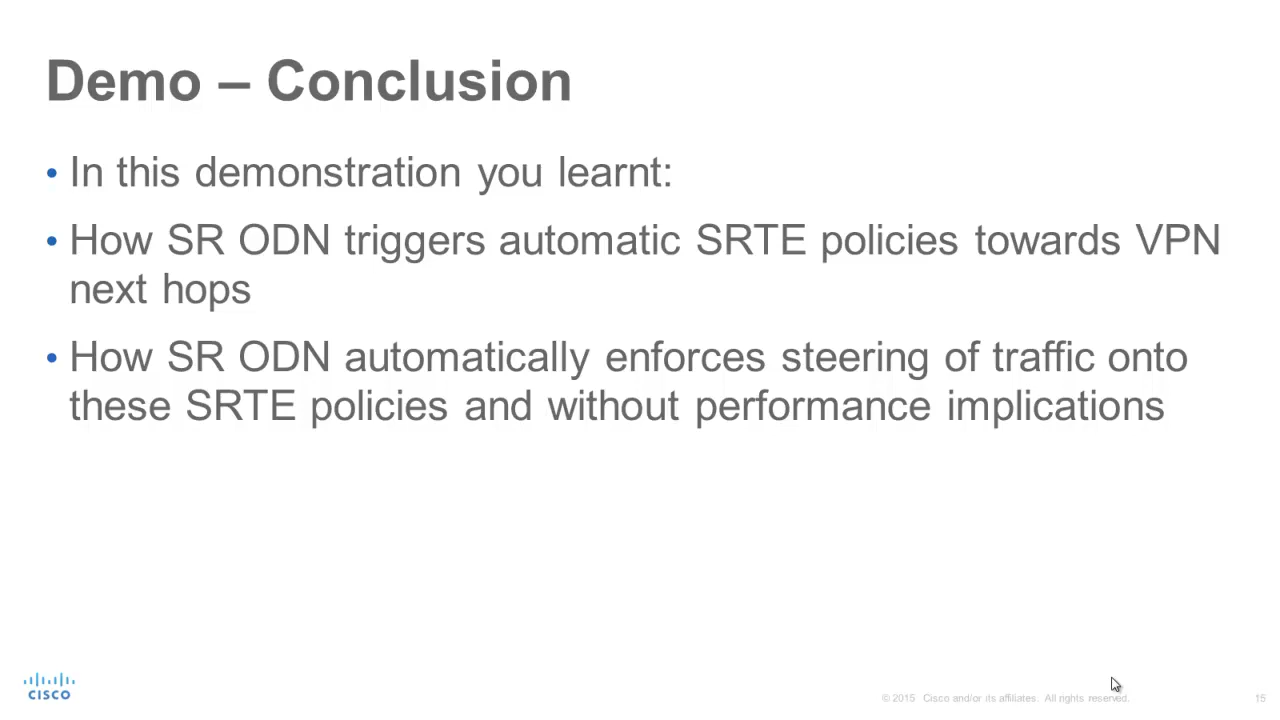 Demo – Conclusion
• In this demonstration you learnt:
• How SR ODN triggers automatic SRTE policies towards VPN
next hops
• How SR ODN automatically enforces steering of traffic onto
these SRTE policies and without performance implications
CISCO
© 2015 Cisco and/or its affiliates. All rights reserved.
15